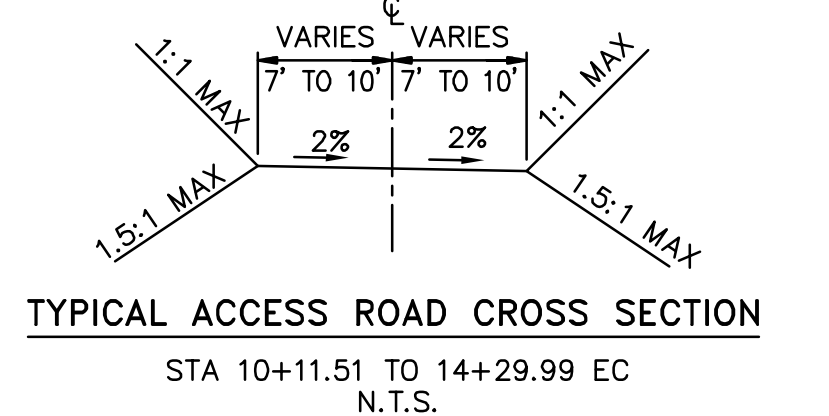 ℄
VARIES VARIES
7' TO 10' 7' TO 10'
1:1 MAX 1:1 MAX
2% 2%
1.5:1 MAX 1.5:1 MAX
TYPICAL ACCESS ROAD CROSS SECTION
STA 10+11.51 TO 14+29.99 EC
N.T.S.